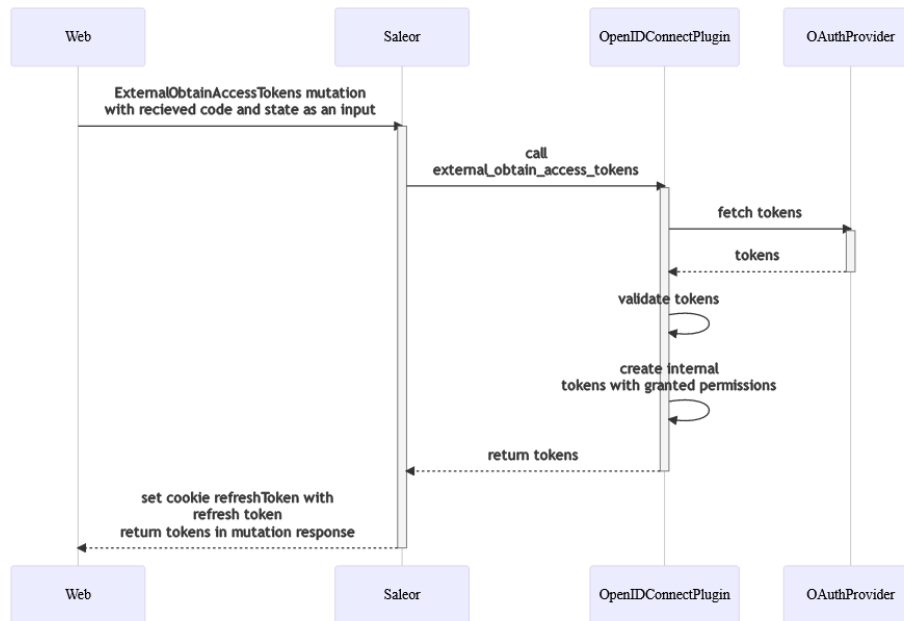 Web
Saleor
OpenIDConnectPlugin
OAuthProvider
ExternalObtainAccessTokens mutation
with recieved code and state as an input
call
external_obtain_access_tokens
fetch tokens
tokens
validate tokens
create internal
tokens with granted permissions
return tokens
set cookie refreshToken with
refresh token
return tokens in mutation response
Web
Saleor
OpenIDConnectPlugin
OAuthProvider